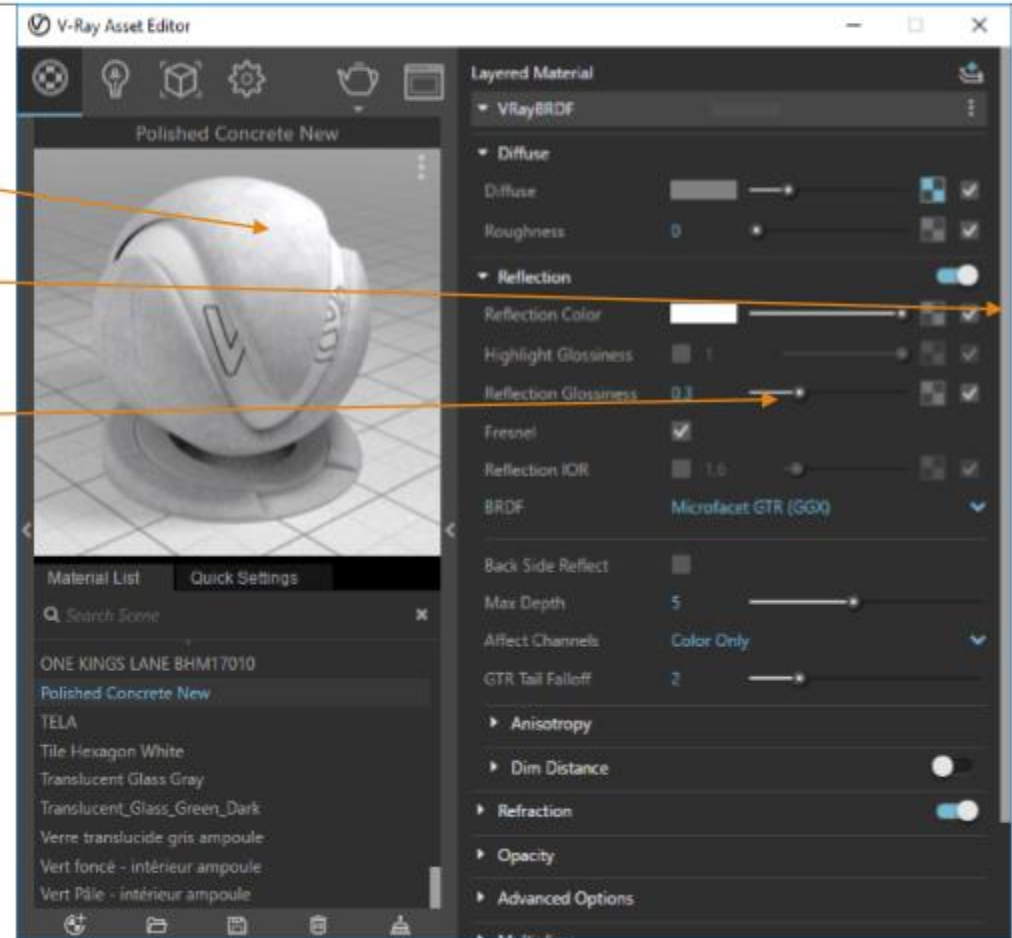 V-Ray Asset Editor
Polished Concrete New
Material List Quick Settings
Search Scene
ONE KINGS LANE BHM17010
Polished Concrete New
TELA
Tile Hexagon White
Translucent Glass Gray
Translucent_Glass_Green_Dark
Verre translucide gris ampoule
Vert foncé - intérieur ampoule
Vert Pâle - intérieur ampoule
Layered Material
VRayBRDF
Diffuse
Diffuse
Roughness 0
Reflection
Reflection Color
Highlight Glossiness 1
Reflection Glossiness 0.3
Fresnel
Reflection IOR 1.6
BRDF Microfacet GTR (GGX)
Back Side Reflect
Max Depth 5
Affect Channels Color Only
GTR Tail Falloff 2
Anisotropy
Dim Distance
Refraction
Opacity
Advanced Options